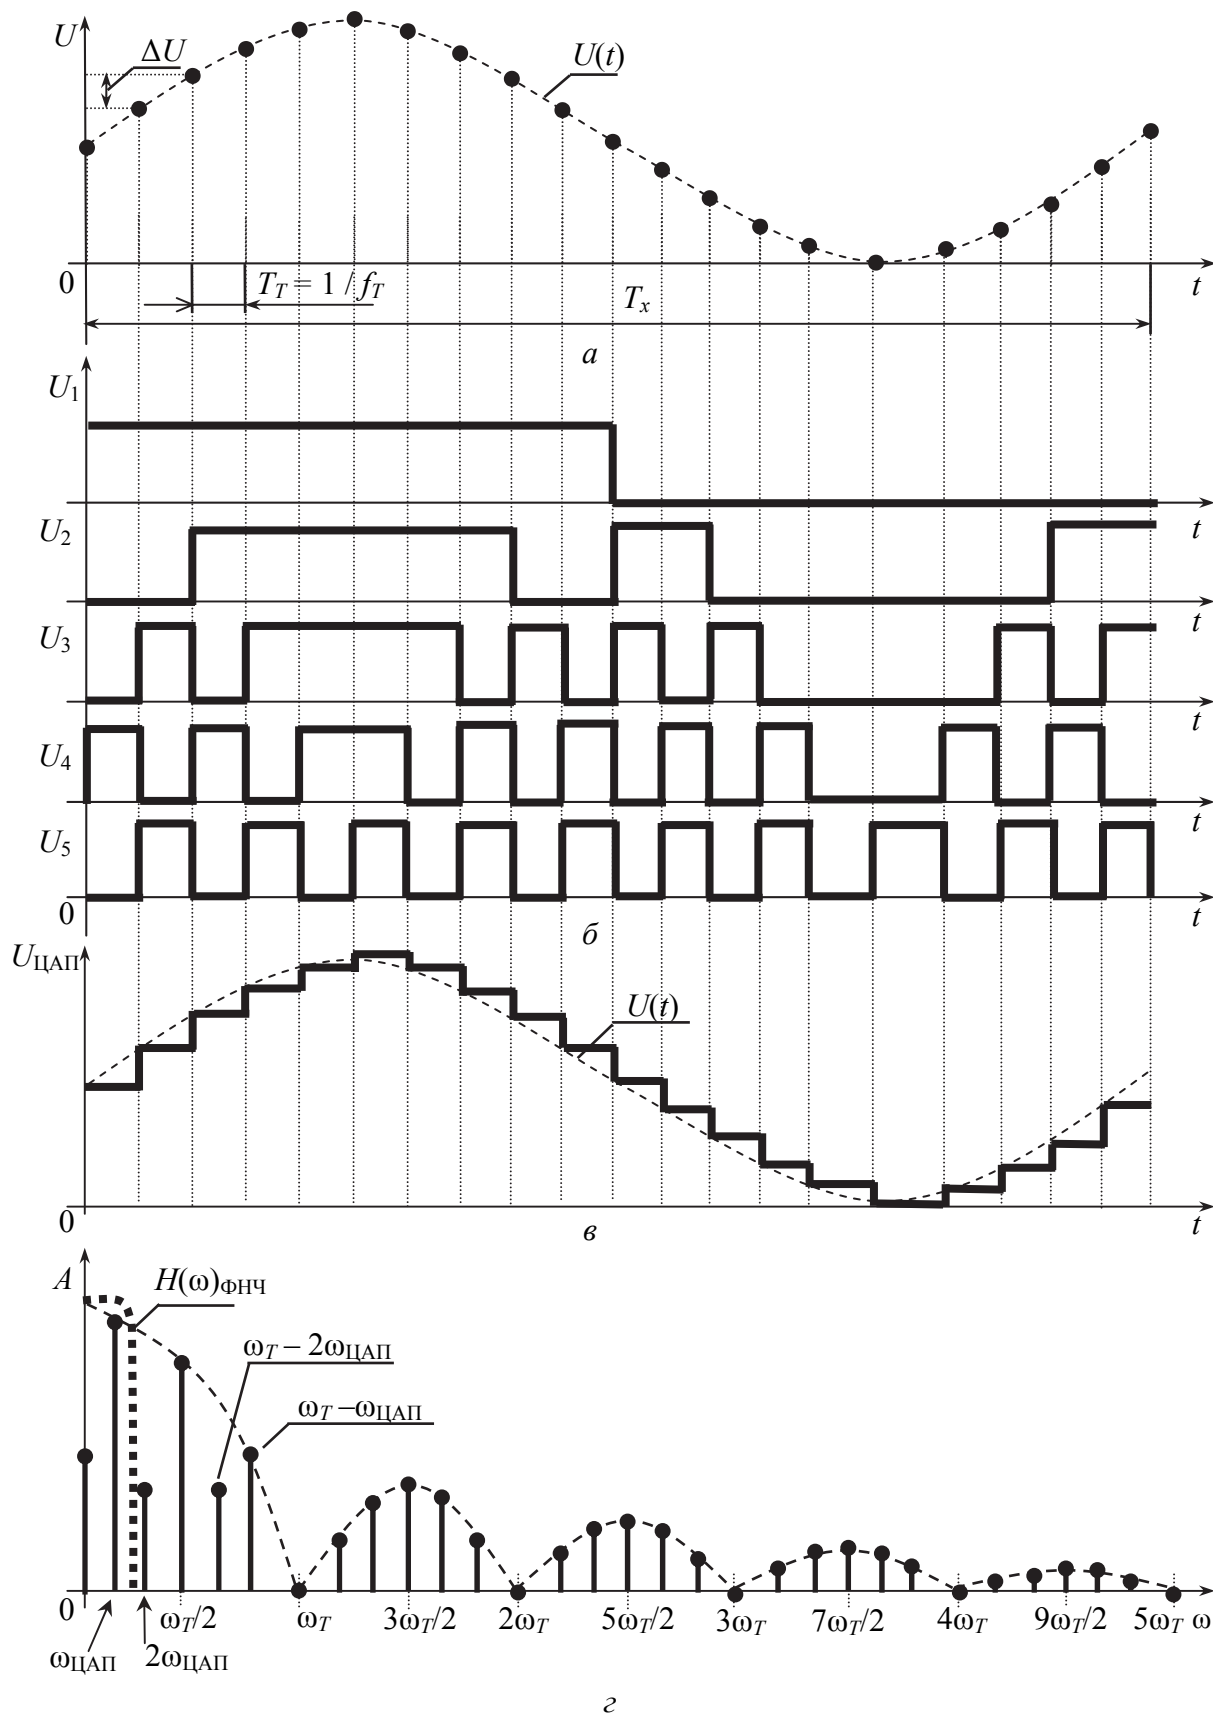 U
ΔU
U(t)
0
T_T = 1 / f_T
T_x
t
а
U₁
t
U₂
t
U₃
t
U₄
t
U₅
0
t
б
U_ЦАП
U(t)
0
t
в
A
H(ω)_ФНЧ
ω_T – 2ω_ЦАП
ω_T – ω_ЦАП
0
ω_T/2
ω_T
3ω_T/2
2ω_T
5ω_T/2
3ω_T
7ω_T/2
4ω_T
9ω_T/2
5ω_T
ω
ω_ЦАП
2ω_ЦАП
г